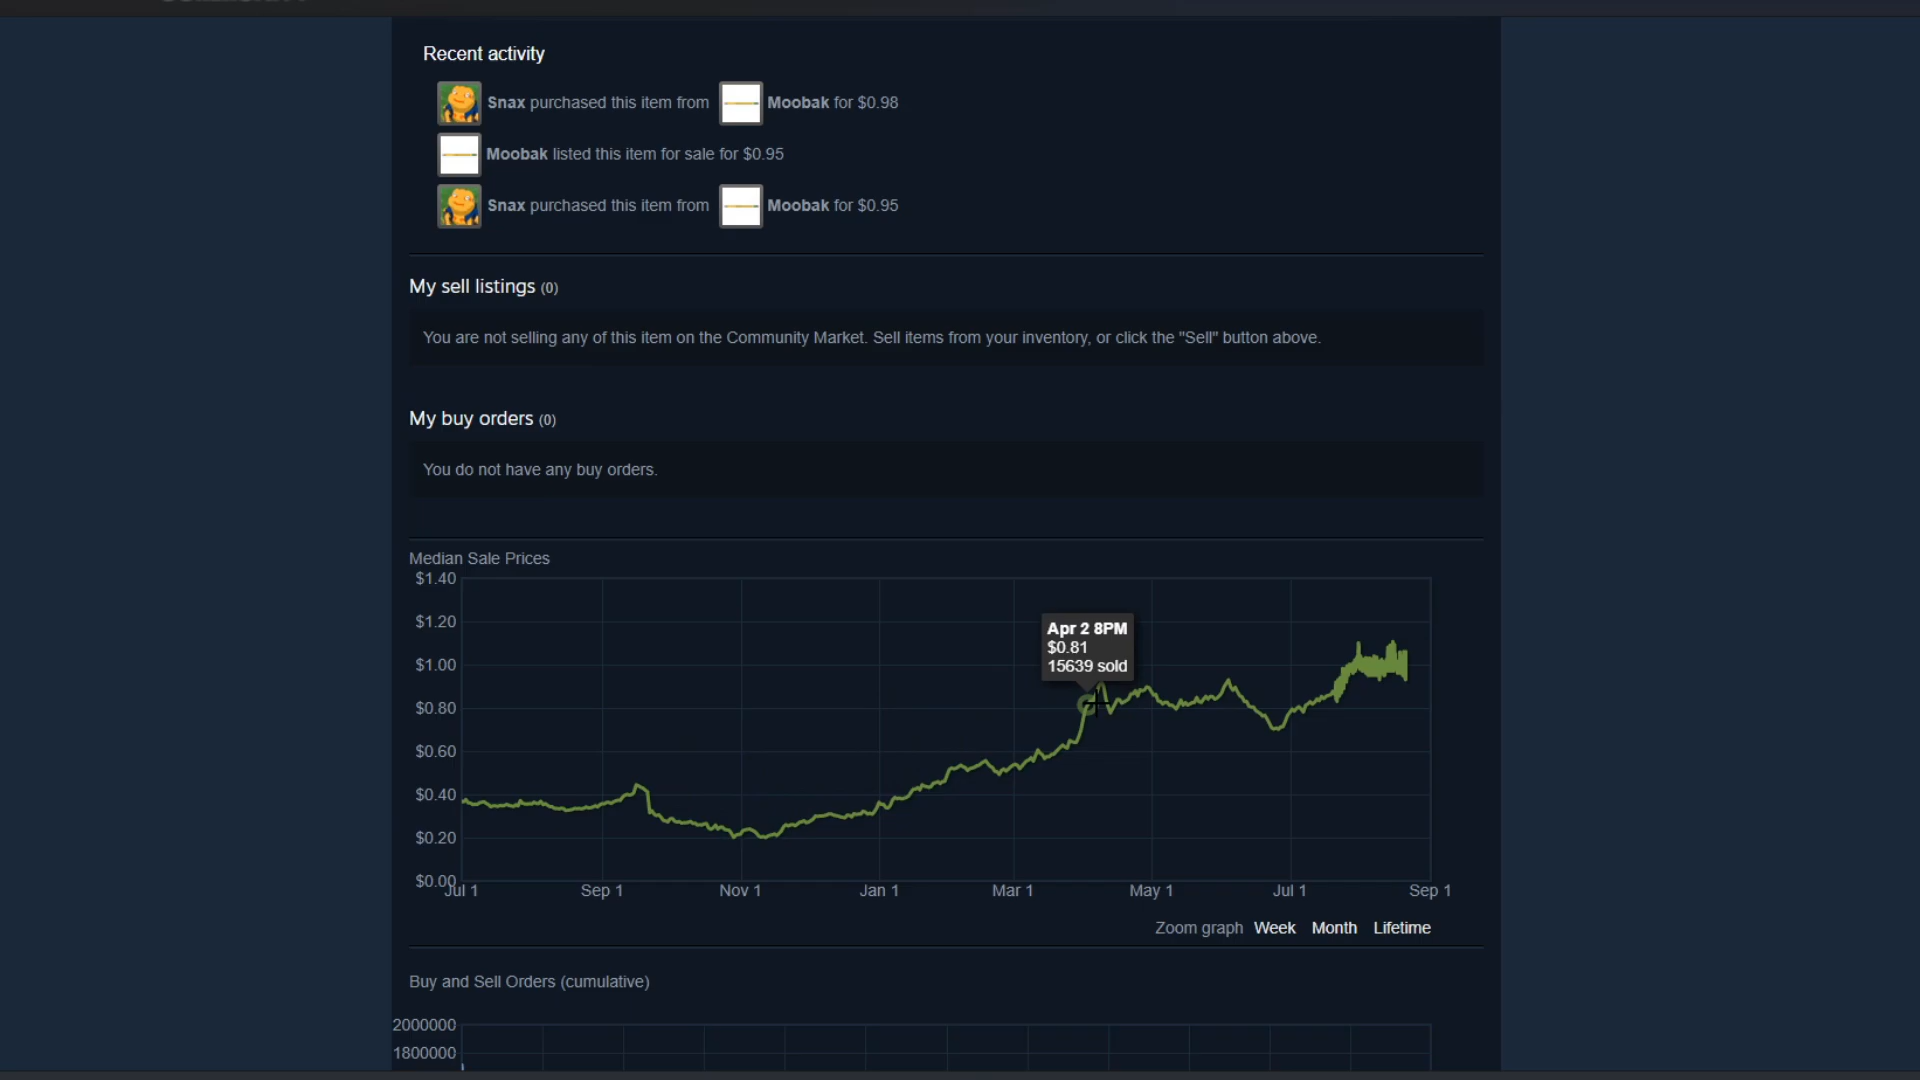 Recent activity
Snax purchased this item from Moobak for $0.98
Moobak listed this item for sale for $0.95
Snax purchased this item from Moobak for $0.95
My sell listings (0)
You are not selling any of this item on the Community Market. Sell items from your inventory, or click the "Sell" button above.
My buy orders (0)
You do not have any buy orders.
Median Sale Prices
$1.40
$1.20
$1.00
$0.80
$0.60
$0.40
$0.20
$0.00
Apr 2 8PM
$0.81
15639 sold
Jul 1 Sep 1 Nov 1 Jan 1 Mar 1 May 1 Jul 1 Sep 1
Zoom graph Week Month Lifetime
Buy and Sell Orders (cumulative)
2000000
1800000